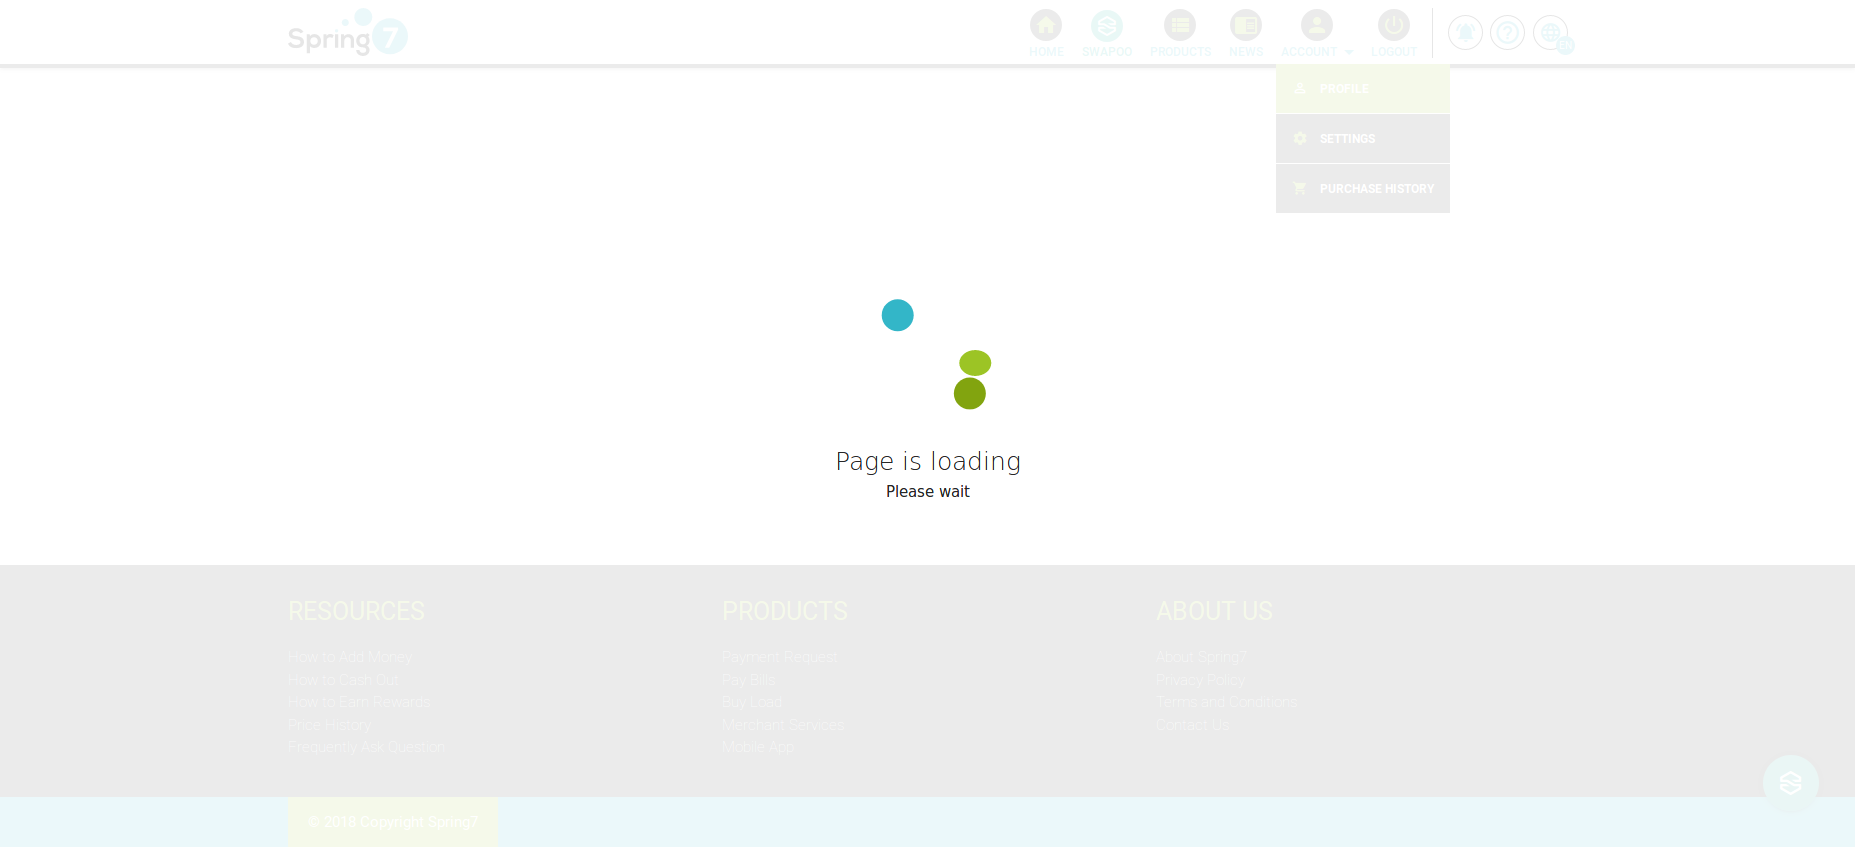 Spring7
HOME SWAPOO PRODUCTS NEWS ACCOUNT LOGOUT
EN
PROFILE
SETTINGS
PURCHASE HISTORY
Page is loading
Please wait
RESOURCES
How to Add Money
How to Cash Out
How to Earn Rewards
Price History
Frequently Ask Question
PRODUCTS
Payment Request
Pay Bills
Buy Load
Merchant Services
Mobile App
ABOUT US
About Spring7
Privacy Policy
Terms and Conditions
Contact Us
© 2018 Copyright Spring7